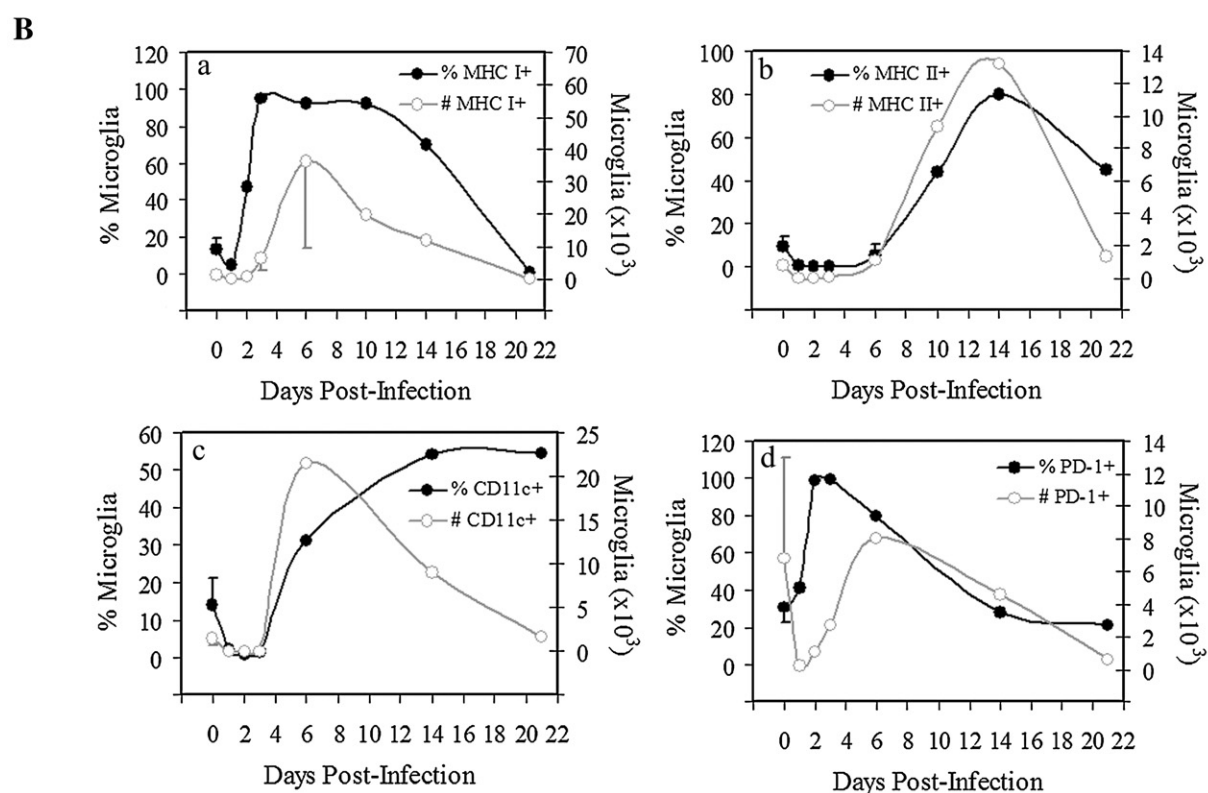 B
a
% MHC I+
# MHC I+
% Microglia
120
100
80
60
40
20
0
70
60
50
40
30
20
10
0
Microglia (x10³)
0 2 4 6 8 10 12 14 16 18 20 22
Days Post-Infection
b
% MHC II+
# MHC II+
% Microglia
100
80
60
40
20
0
14
12
10
8
6
4
2
0
Microglia (x10³)
0 2 4 6 8 10 12 14 16 18 20 22
Days Post-Infection
c
% CD11c+
# CD11c+
% Microglia
60
50
40
30
20
10
0
25
20
15
10
5
0
Microglia (x10³)
0 2 4 6 8 10 12 14 16 18 20 22
Days Post-Infection
d
% PD-1+
# PD-1+
% Microglia
120
100
80
60
40
20
0
14
12
10
8
6
4
2
0
Microglia (x10³)
0 2 4 6 8 10 12 14 16 18 20 22
Days Post-Infection